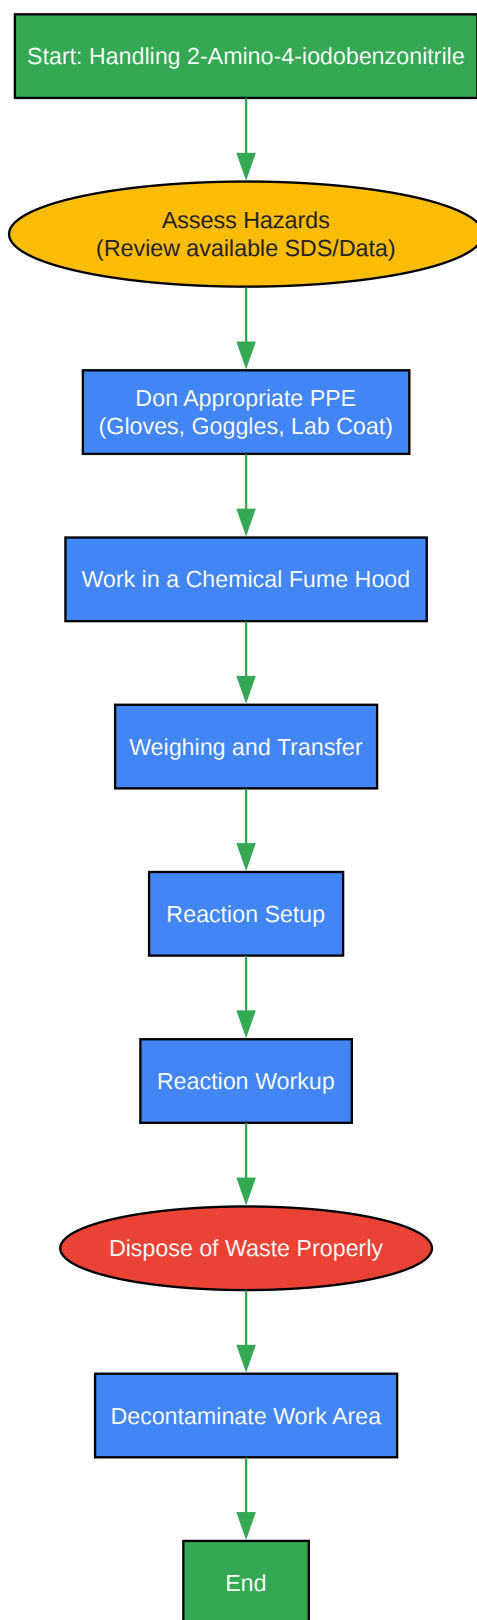 Start: Handling 2-Amino-4-iodobenzonitrile
Assess Hazards
(Review available SDS/Data)
Don Appropriate PPE
(Gloves, Goggles, Lab Coat)
Work in a Chemical Fume Hood
Weighing and Transfer
Reaction Setup
Reaction Workup
Dispose of Waste Properly
Decontaminate Work Area
End